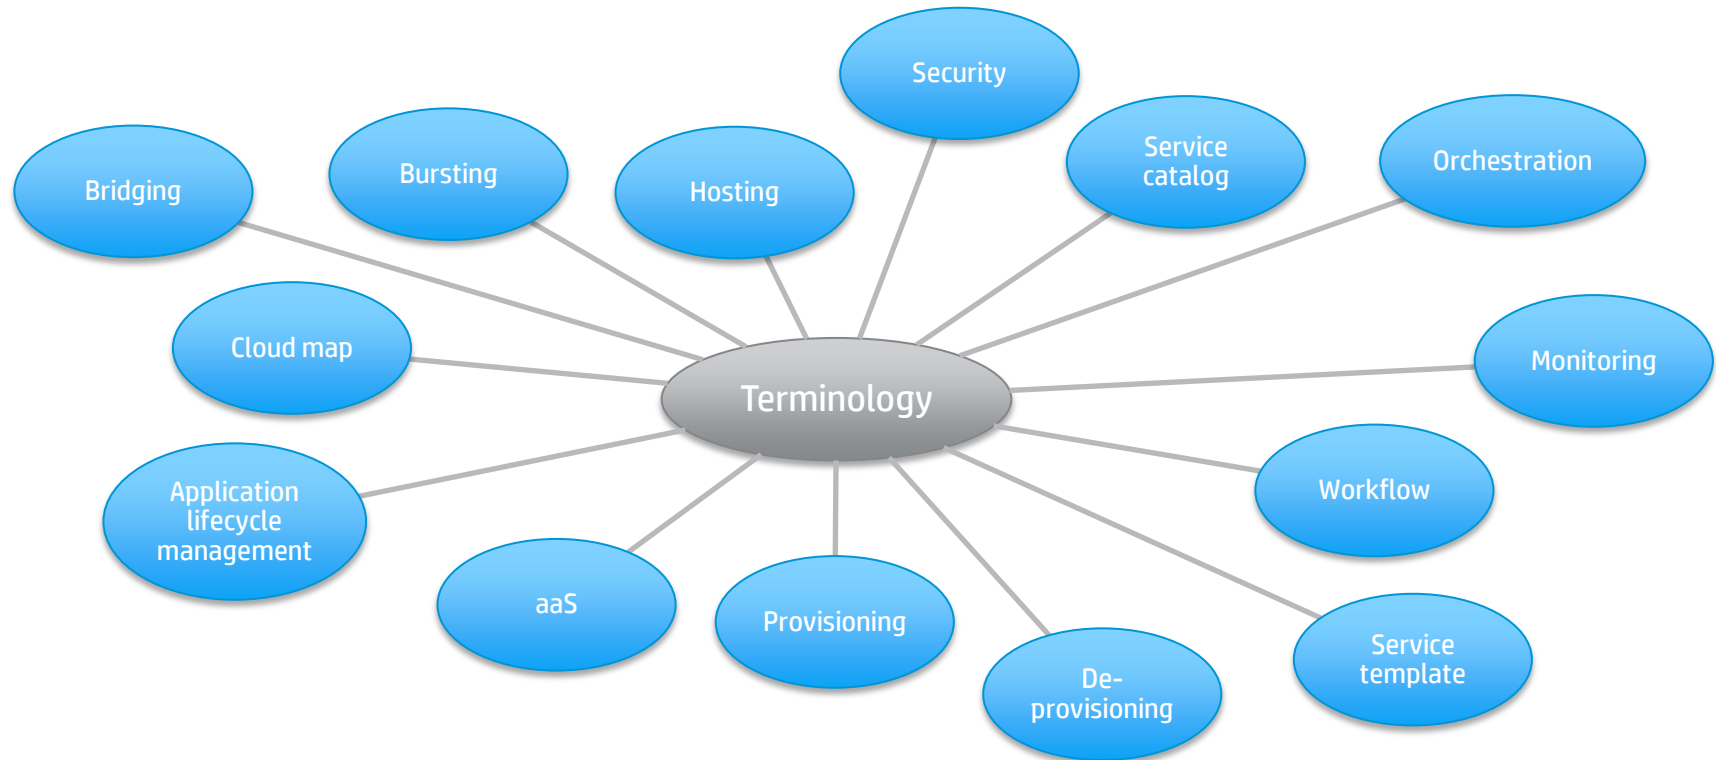 Security
Service
catalog
Orchestration
Bursting
Hosting
Bridging
Cloud map
Monitoring
Terminology
Application
lifecycle
management
Workflow
aaS
Provisioning
Service
template
De-
provisioning